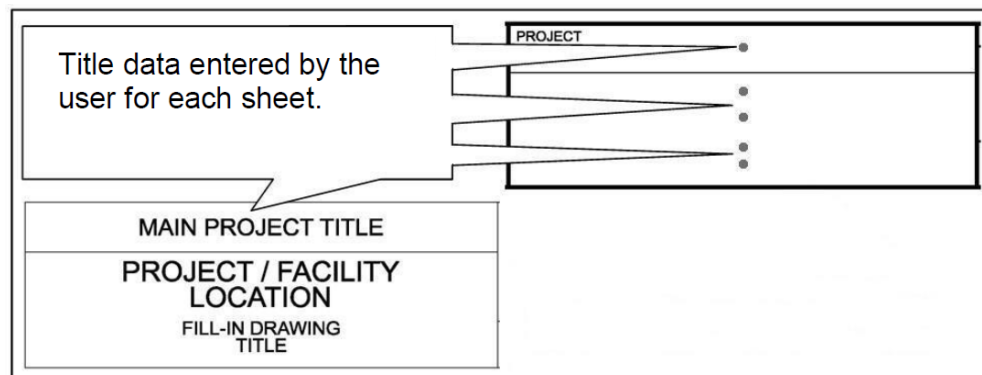 Title data entered by the
user for each sheet.
PROJECT
MAIN PROJECT TITLE
PROJECT / FACILITY
LOCATION
FILL-IN DRAWING
TITLE